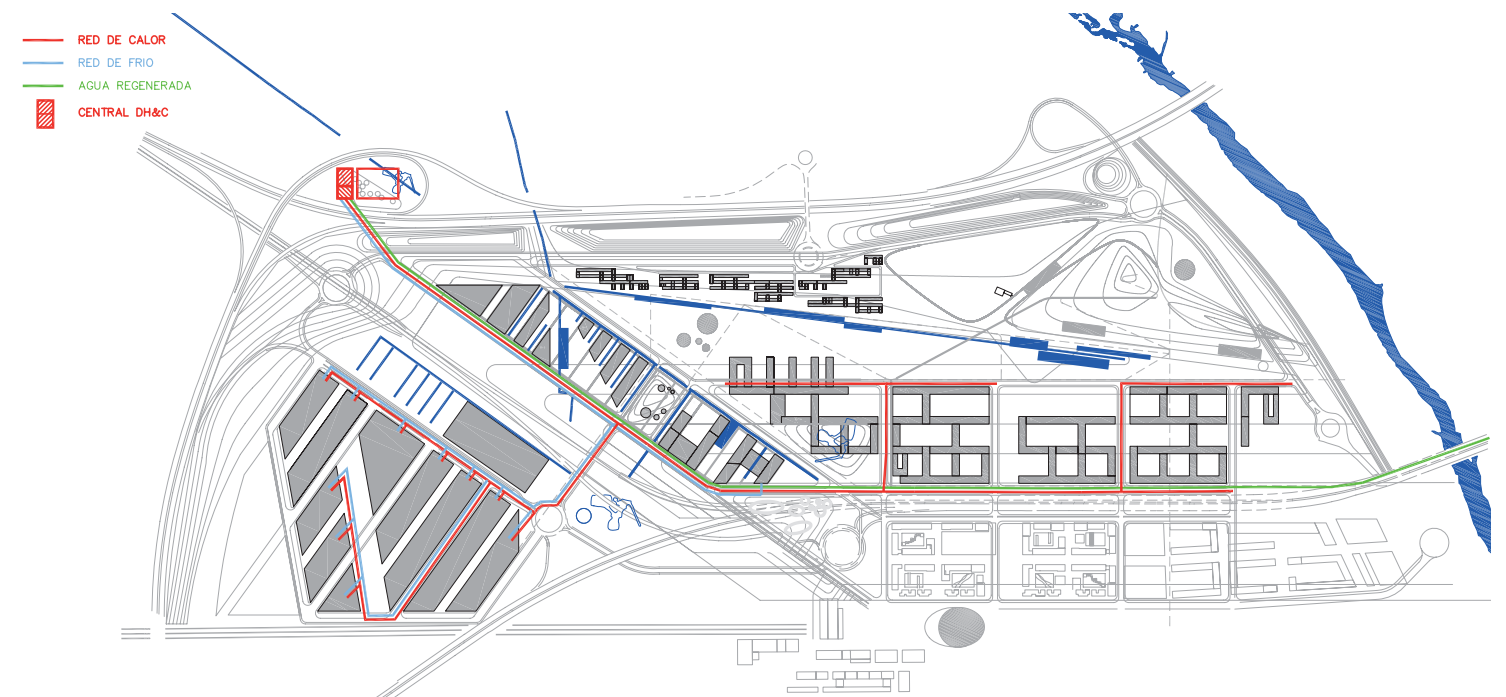 RED DE CALOR
RED DE FRIO
AGUA REGENERADA
CENTRAL DH&C